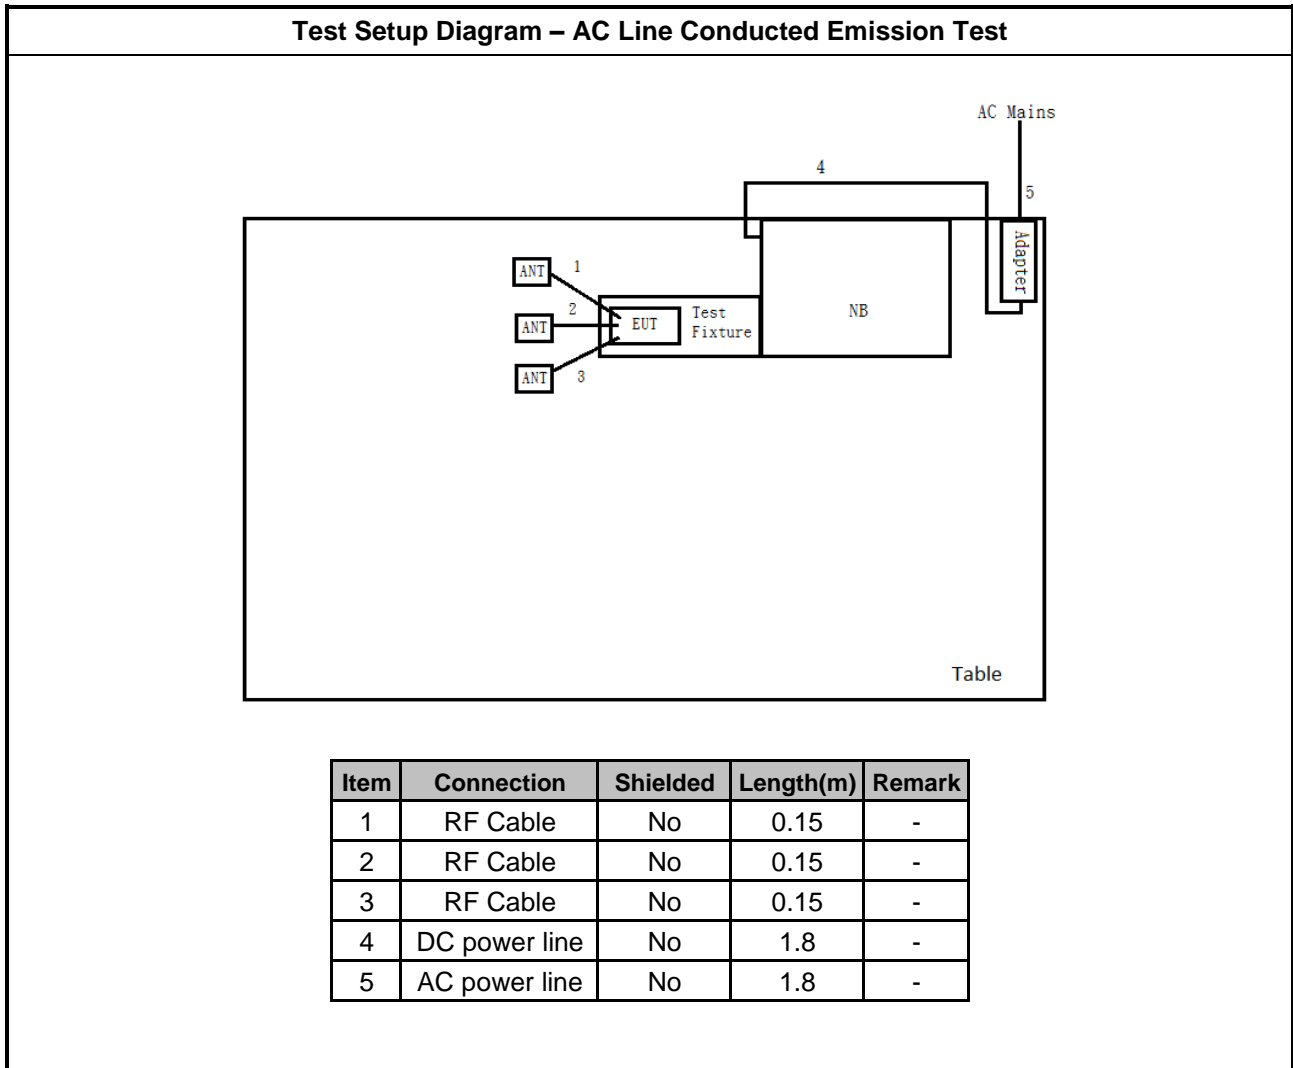 Test Setup Diagram – AC Line Conducted Emission Test
AC Mains
4
5
Adapter
ANT
1
2
ANT
EUT
Test
Fixture
NB
ANT
3
Table
Item Connection Shielded Length(m) Remark
1 RF Cable No 0.15 -
2 RF Cable No 0.15 -
3 RF Cable No 0.15 -
4 DC power line No 1.8 -
5 AC power line No 1.8 -